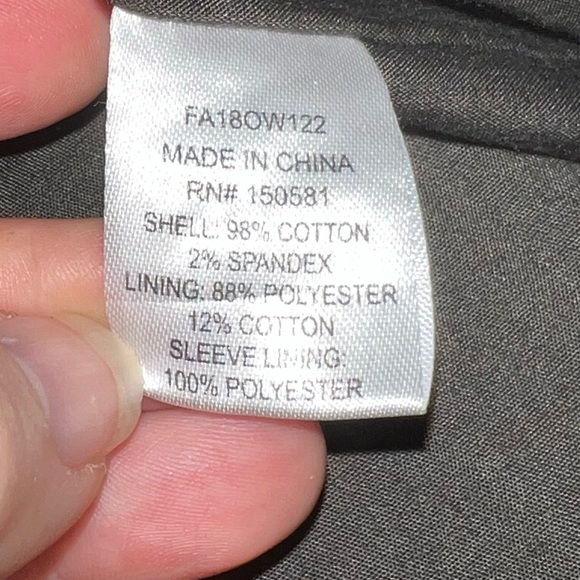 FA18OW122
MADE IN CHINA
RN# 150581
SHELL: 98% COTTON
2% SPANDEX
LINING: 88% POLYESTER
12% COTTON
SLEEVE LINING:
100% POLYESTER